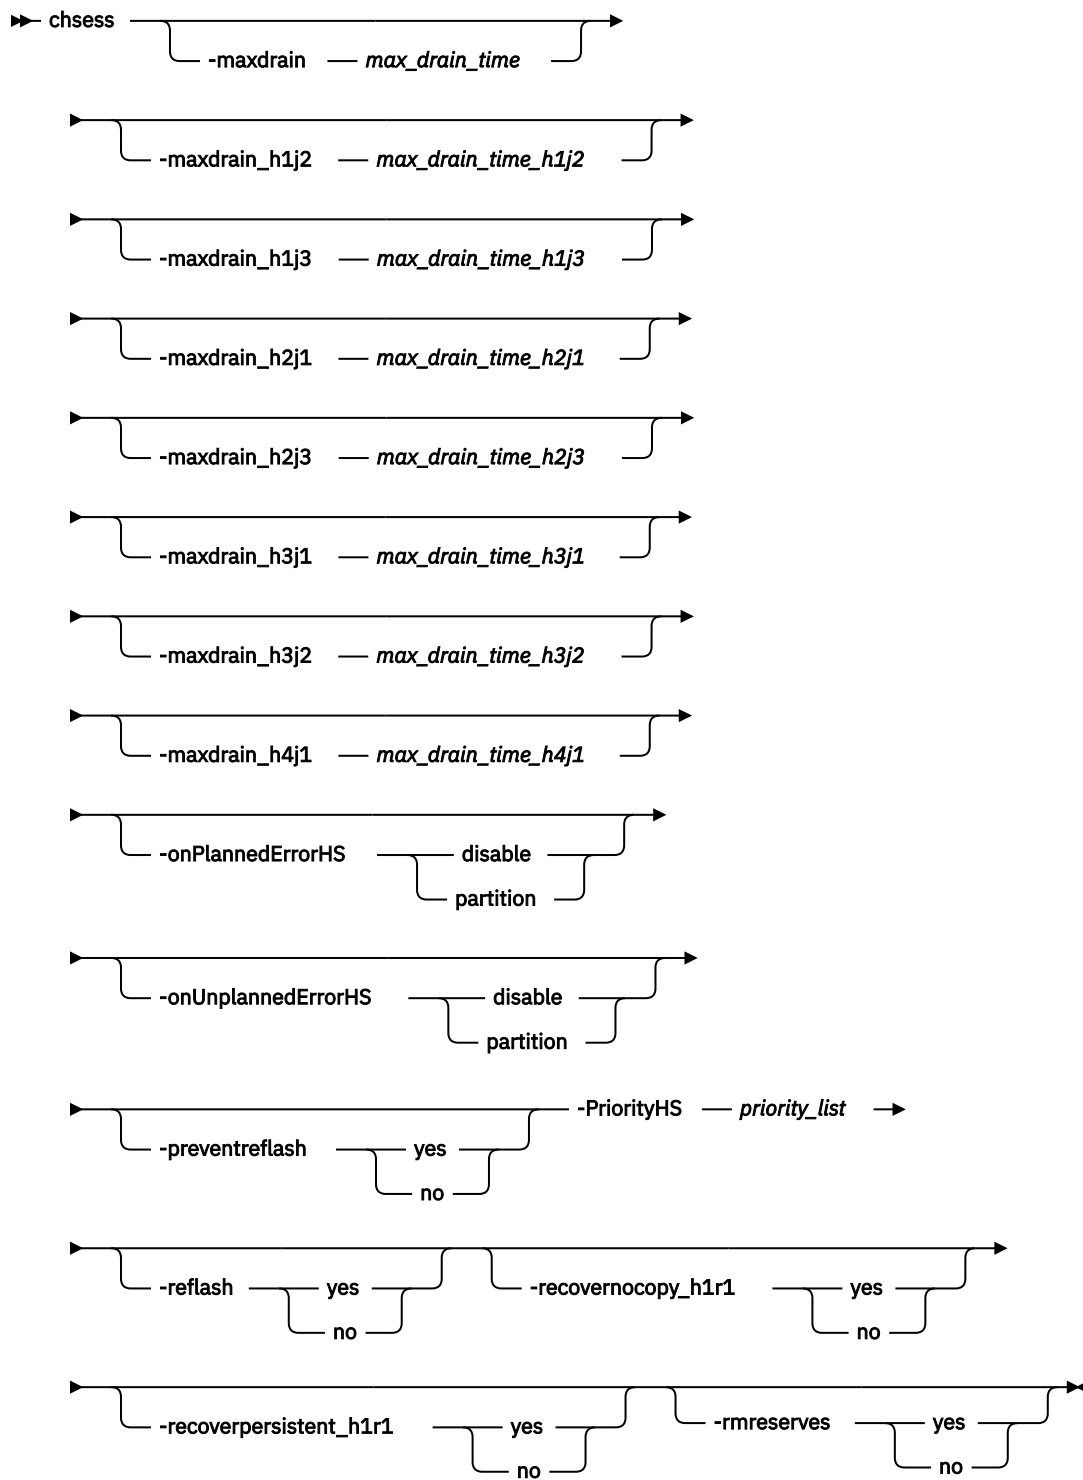 chsess
-maxdrain max_drain_time
-maxdrain_h1j2 max_drain_time_h1j2
-maxdrain_h1j3 max_drain_time_h1j3
-maxdrain_h2j1 max_drain_time_h2j1
-maxdrain_h2j3 max_drain_time_h2j3
-maxdrain_h3j1 max_drain_time_h3j1
-maxdrain_h3j2 max_drain_time_h3j2
-maxdrain_h4j1 max_drain_time_h4j1
-onPlannedErrorHS disable
partition
-onUnplannedErrorHS disable
partition
-PriorityHS priority_list
-preventreflash yes
no
-reflash yes -recovernocopy_h1r1 yes
no no
-recoverpersistent_h1r1 yes -rmreserves yes
no no